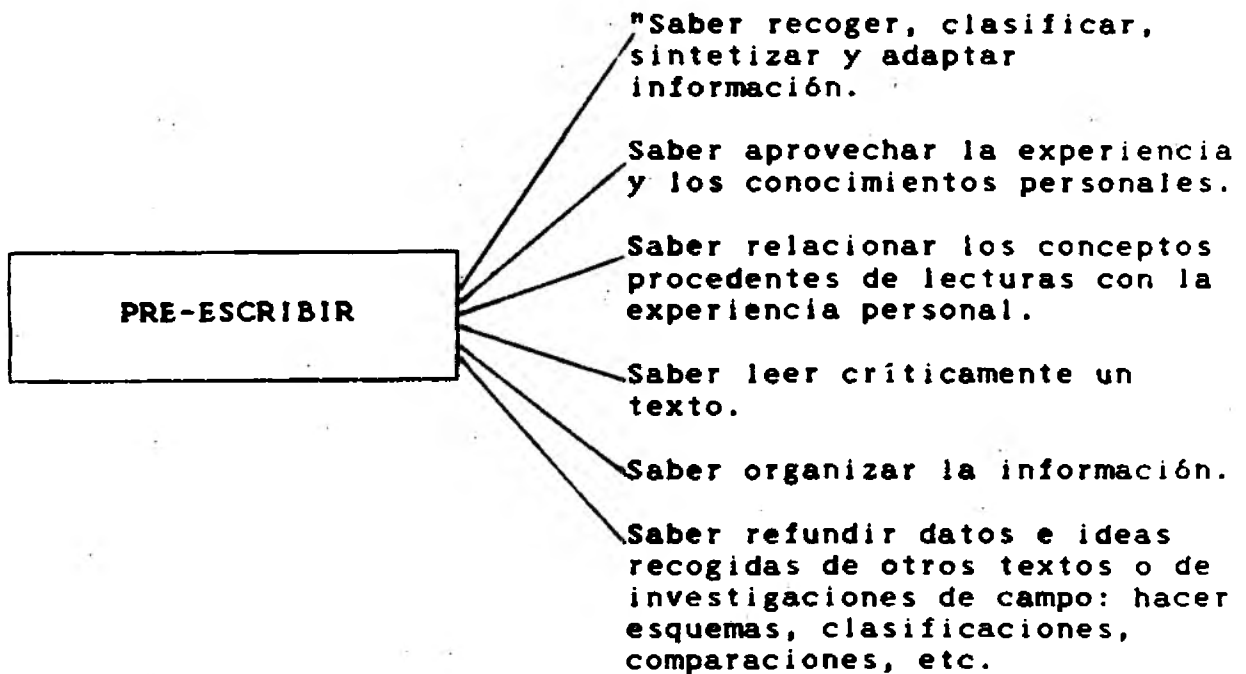 "Saber recoger, clasificar,
sintetizar y adaptar
información.
Saber aprovechar la experiencia
y los conocimientos personales.
Saber relacionar los conceptos
procedentes de lecturas con la
experiencia personal.
PRE-ESCRIBIR
Saber leer críticamente un
texto.
Saber organizar la información.
Saber refundir datos e ideas
recogidas de otros textos o de
investigaciones de campo: hacer
esquemas, clasificaciones,
comparaciones, etc.